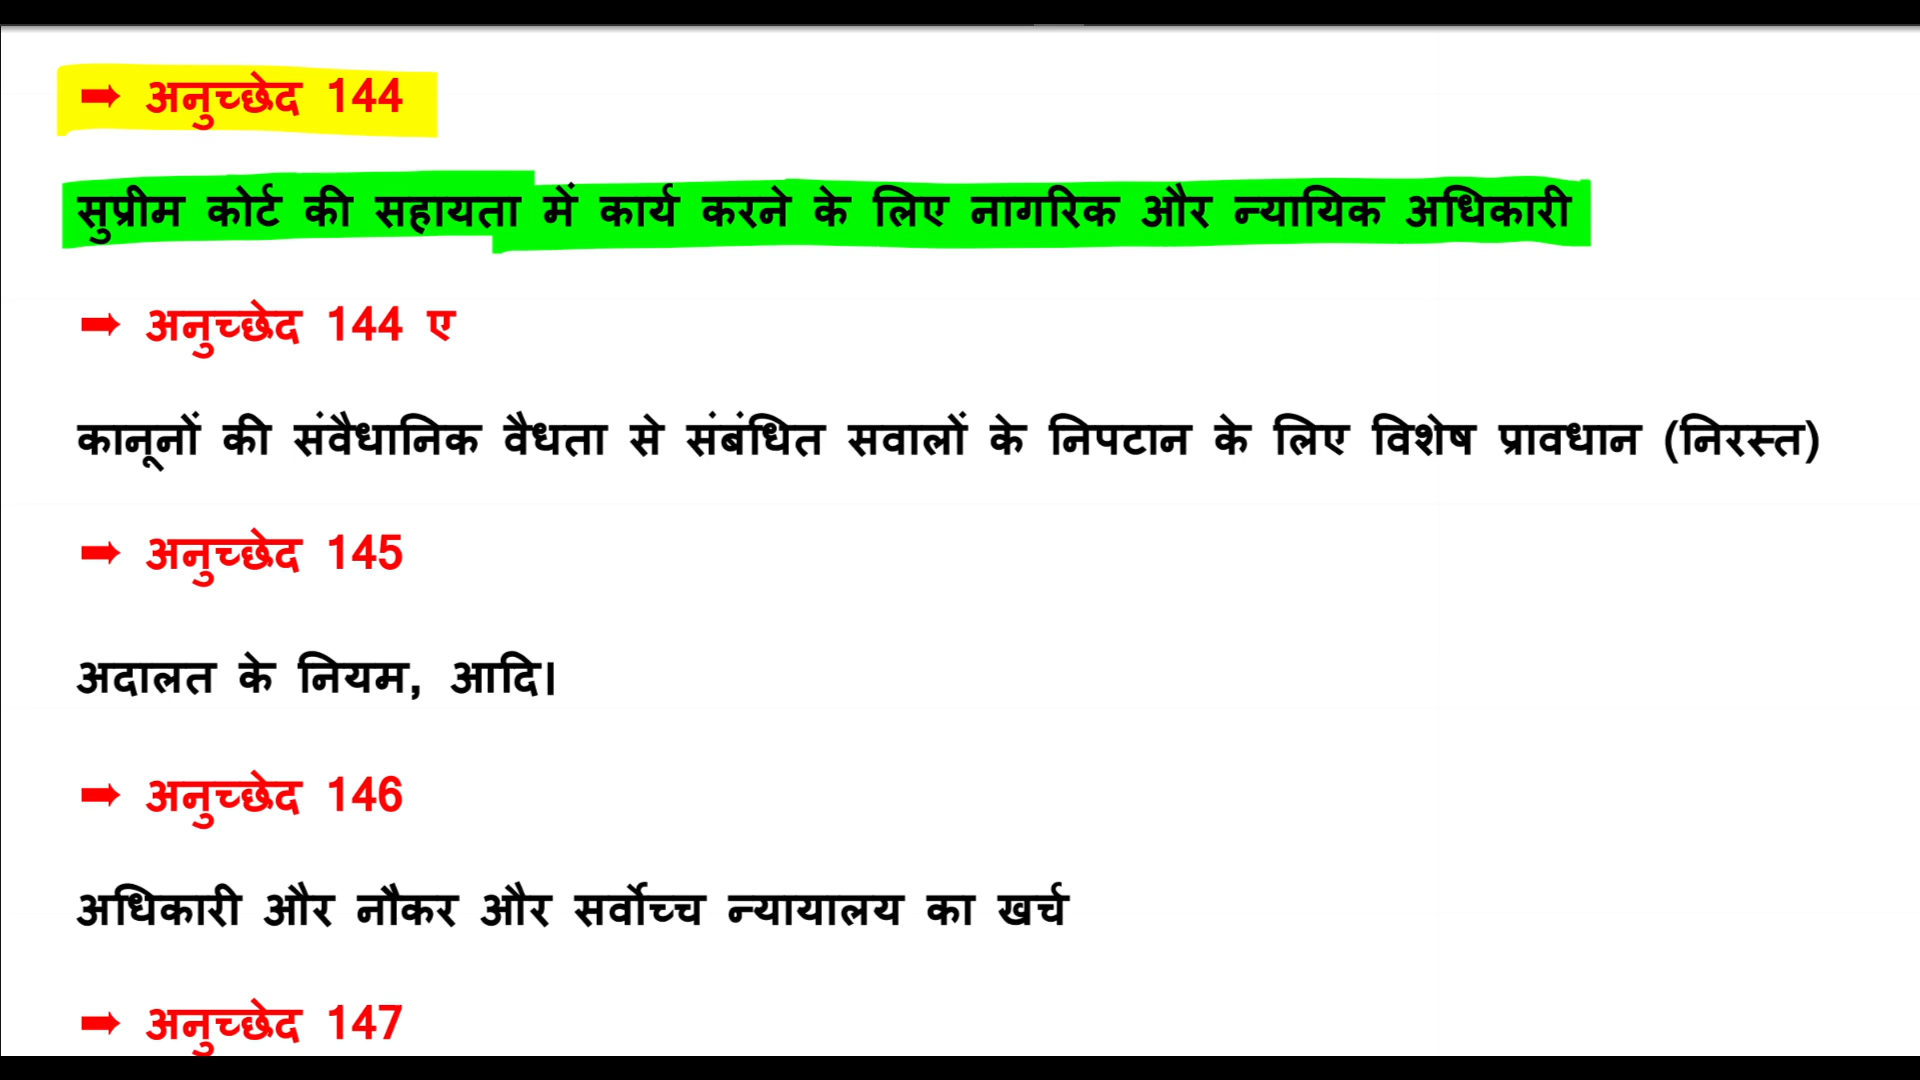 ➡ अनुच्छेद 144
सुप्रीम कोर्ट की सहायता में कार्य करने के लिए नागरिक और न्यायिक अधिकारी
➡ अनुच्छेद 144 ए
कानूनों की संवैधानिक वैधता से संबंधित सवालों के निपटान के लिए विशेष प्रावधान (निरस्त)
➡ अनुच्छेद 145
अदालत के नियम, आदि।
➡ अनुच्छेद 146
अधिकारी और नौकर और सर्वोच्च न्यायालय का खर्च
➡ अनुच्छेद 147